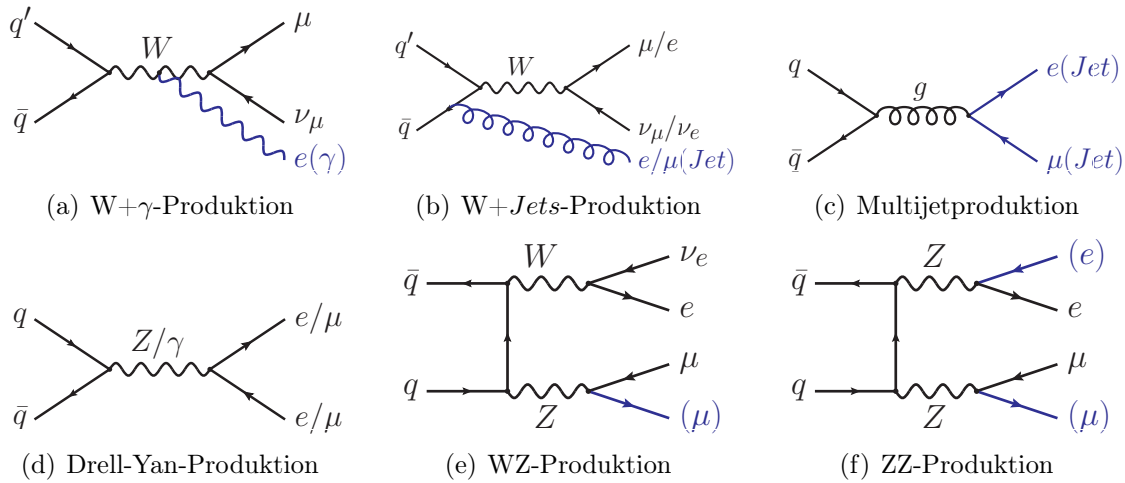 q′ W μ
q̄ ν_μ
e(γ)
(a) W+γ-Produktion
q′ W μ/e
q̄ ν_μ/ν_e
e/μ(Jet)
(b) W+Jets-Produktion
q g e(Jet)
q̄ μ(Jet)
(c) Multijetproduktion
q Z/γ e/μ
q̄ e/μ
(d) Drell-Yan-Produktion
q̄ W ν_e
e
q Z μ
(μ)
(e) WZ-Produktion
q̄ Z (e)
e
q Z μ
(μ)
(f) ZZ-Produktion